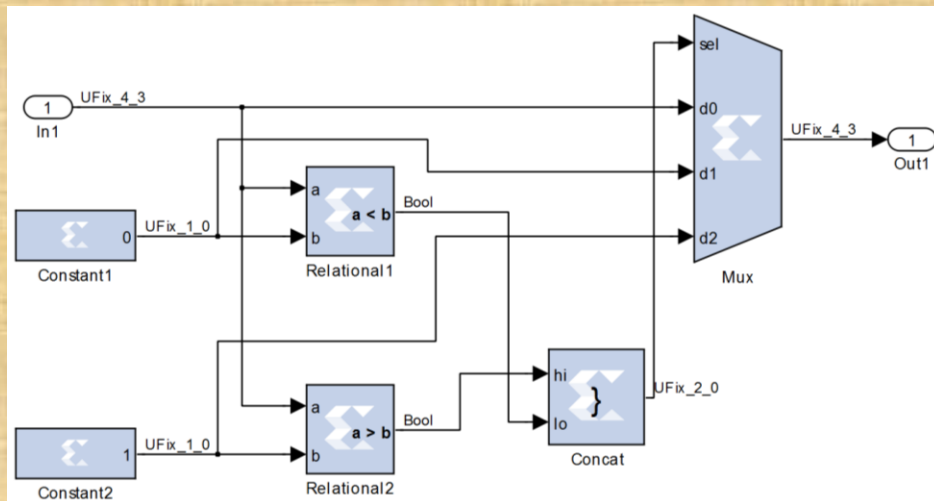 sel
UFix_4_3
1
In1
d0
UFix_4_3
1
Out1
d1
a
a < b
b
Bool
Relational1
0
UFix_1_0
Constant1
d2
Mux
hi
lo
}
UFix_2_0
Concat
a
a > b
b
Bool
Relational2
1
UFix_1_0
Constant2